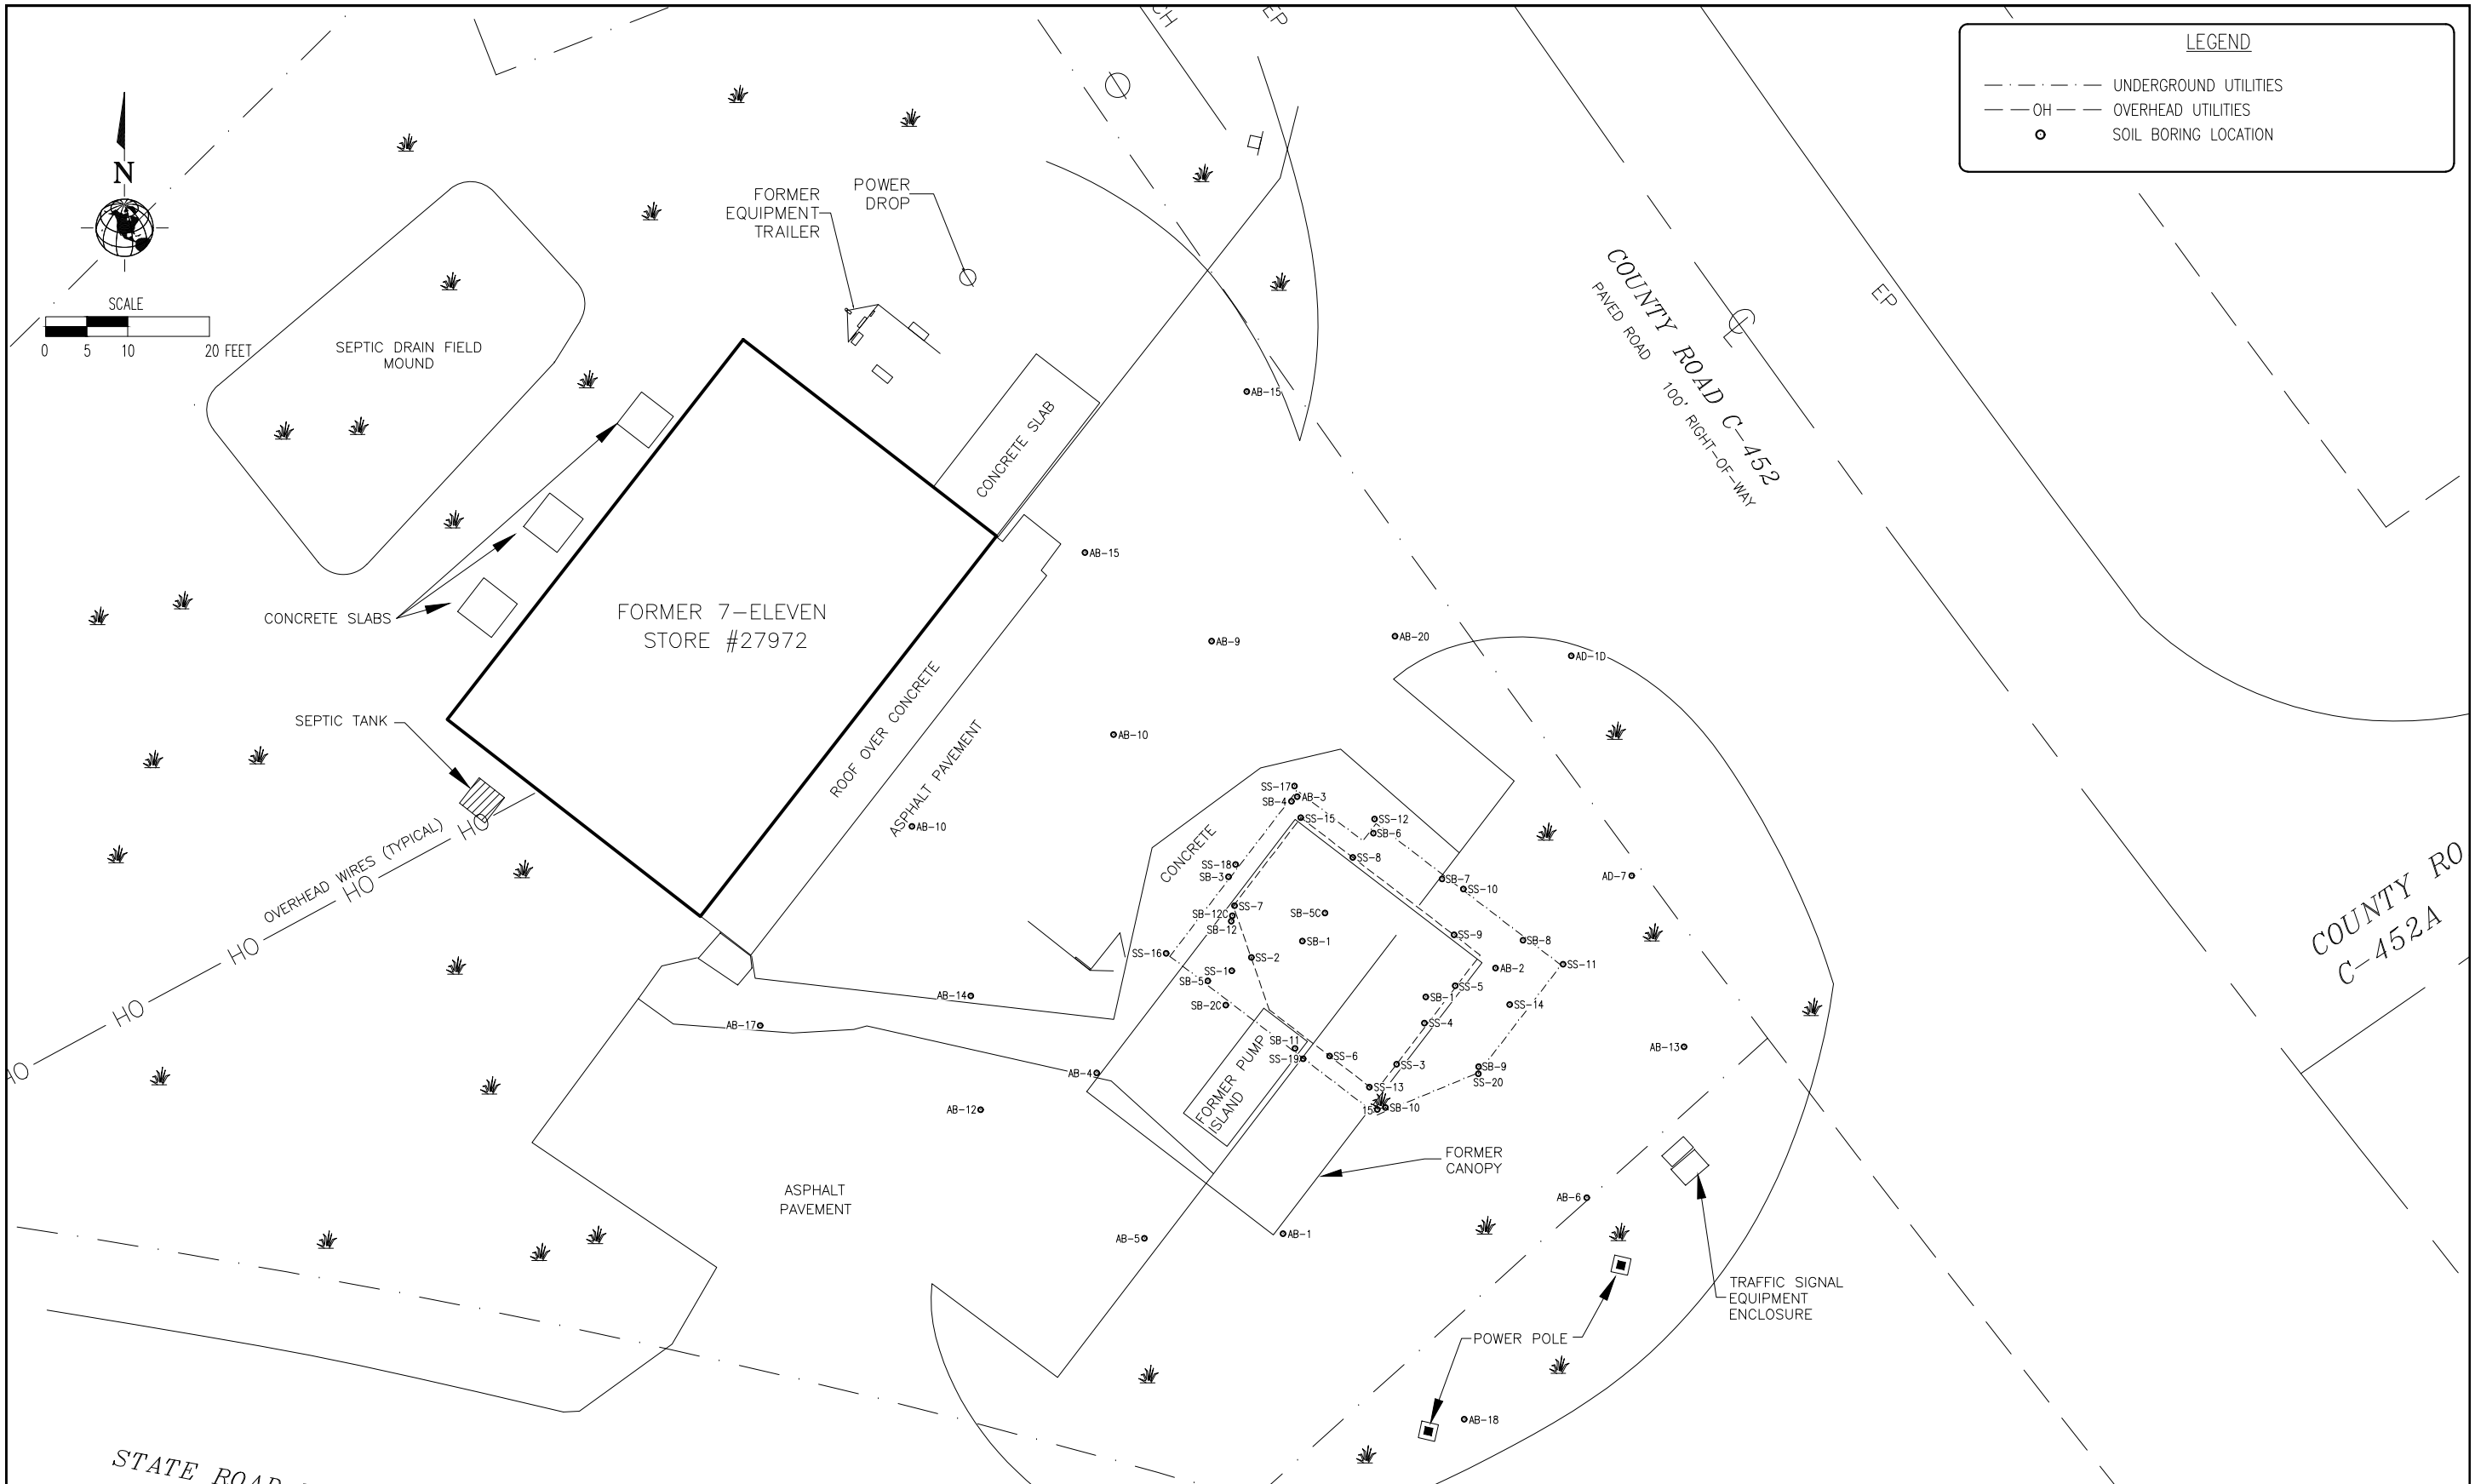 CH
EP
LEGEND
UNDERGROUND UTILITIES
OH
OVERHEAD UTILITIES
SOIL BORING LOCATION
N
SCALE
0 5 10 20 FEET
SEPTIC DRAIN FIELD
MOUND
FORMER
EQUIPMENT
TRAILER
POWER
DROP
CONCRETE SLAB
COUNTY ROAD C-452
PAVED ROAD 100' RIGHT-OF-WAY
EP
AB-15
AB-15
CONCRETE SLABS
FORMER 7-ELEVEN
STORE #27972
SEPTIC TANK
ROOF OVER CONCRETE
ASPHALT PAVEMENT
OVERHEAD WIRES (TYPICAL)
HO
HO
HO
HO
HO
AB-9
AB-20
AD-1D
AB-10
AB-10
CONCRETE
SS-17
AB-3
SB-4
SS-15
SS-12
SB-6
SS-8
SS-18
SB-3
SB-7
SS-10
AD-7
SS-7
SB-12C
SB-12
SB-5C
SB-1
SS-9
SB-8
SS-16
SS-2
SS-1
AB-2
SS-11
SB-5
SS-5
SB-1
SB-2C
SS-14
AB-14
AB-17
SS-4
SB-11
SS-19
SS-6
SS-3
AB-13
SB-9
SS-20
AB-4
SS-13
15
SB-10
AB-12
FORMER PUMP
ISLAND
FORMER
CANOPY
ASPHALT
PAVEMENT
AB-6
AB-5
AB-1
TRAFFIC SIGNAL
EQUIPMENT
ENCLOSURE
POWER POLE
AB-18
COUNTY RO
C-452A
STATE ROAD